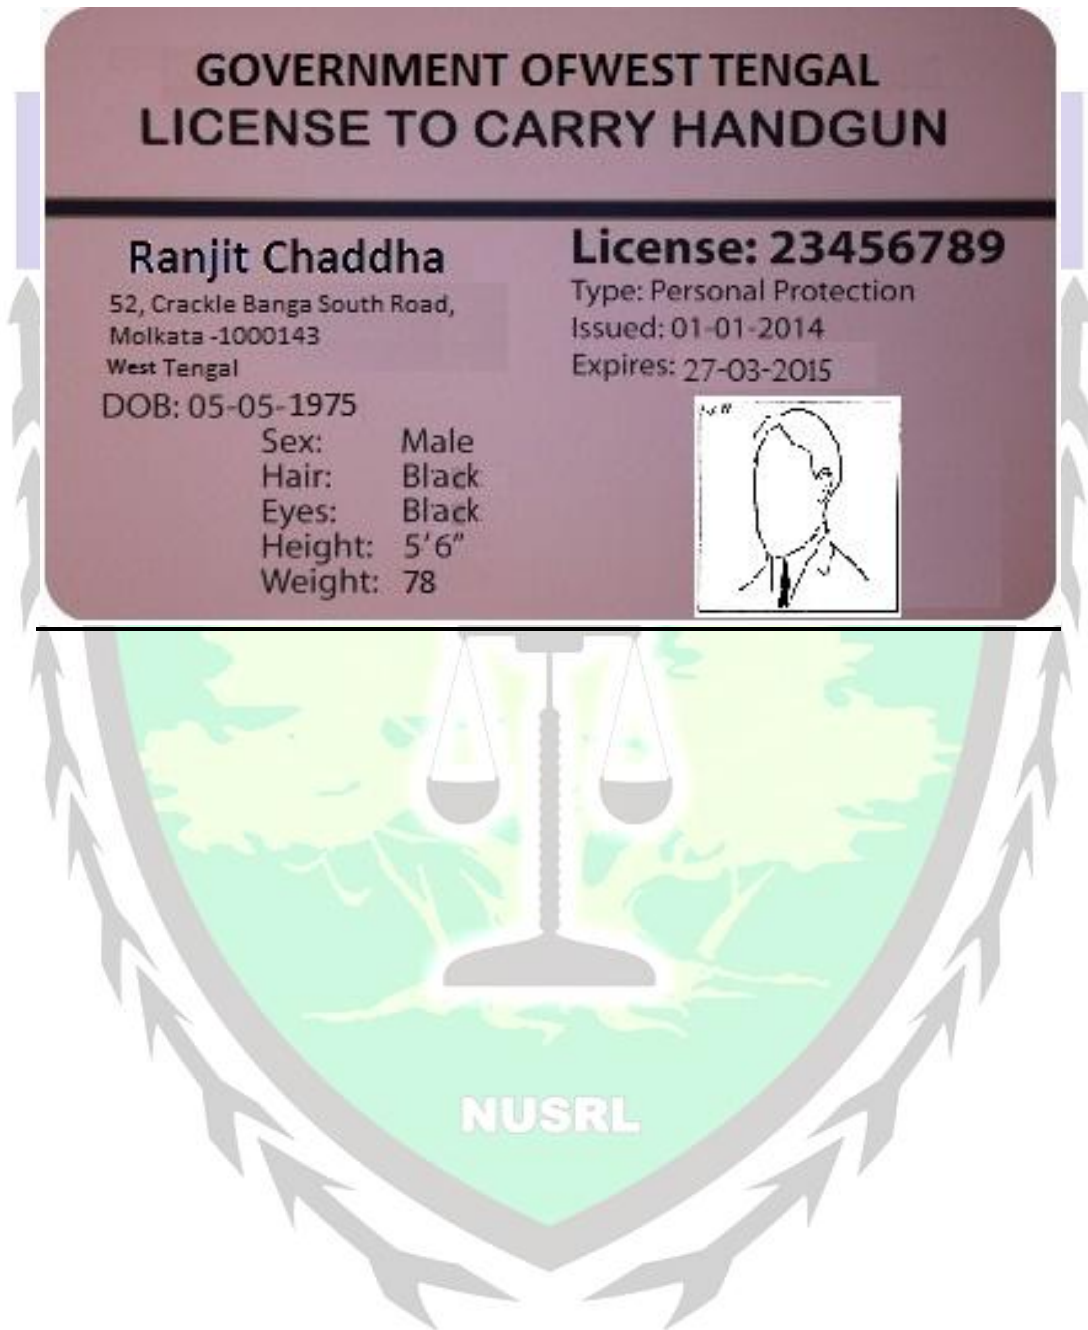 GOVERNMENT OFWEST TENGAL
LICENSE TO CARRY HANDGUN
Ranjit Chaddha
52, Crackle Banga South Road,
Molkata -1000143
West Tengal
DOB: 05-05-1975
Sex: Male
Hair: Black
Eyes: Black
Height: 5'6"
Weight: 78
License: 23456789
Type: Personal Protection
Issued: 01-01-2014
Expires: 27-03-2015
NUSRL